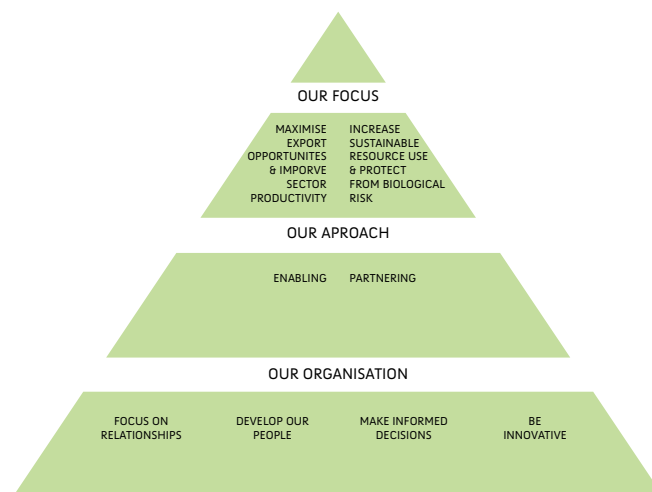 OUR FOCUS
MAXIMISE
EXPORT
OPPORTUNITES
& IMPORVE
SECTOR
PRODUCTIVITY
INCREASE
SUSTAINABLE
RESOURCE USE
& PROTECT
FROM BIOLOGICAL
RISK
OUR APROACH
ENABLING
PARTNERING
OUR ORGANISATION
FOCUS ON
RELATIONSHIPS
DEVELOP OUR
PEOPLE
MAKE INFORMED
DECISIONS
BE
INNOVATIVE